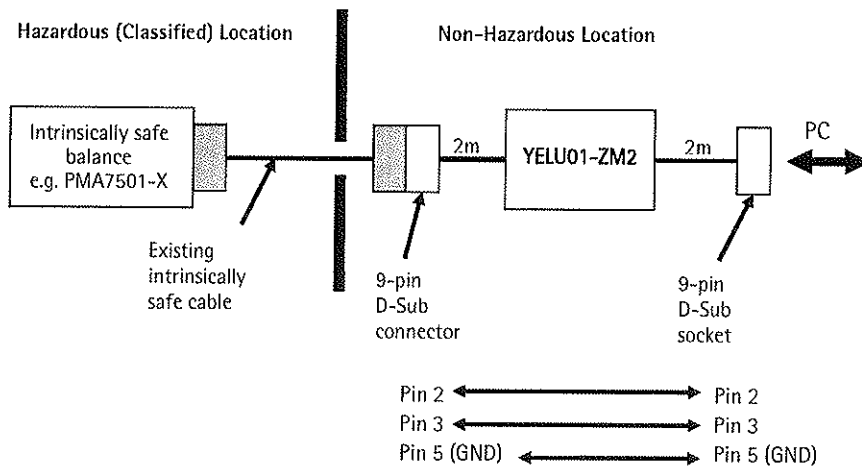 Hazardous (Classified) Location
Non-Hazardous Location
Intrinsically safe
balance
e.g. PMA7501-X
2m
YELU01-ZM2
2m
PC
Existing
intrinsically
safe cable
9-pin
D-Sub
connector
9-pin
D-Sub
socket
Pin 2
Pin 2
Pin 3
Pin 3
Pin 5 (GND)
Pin 5 (GND)